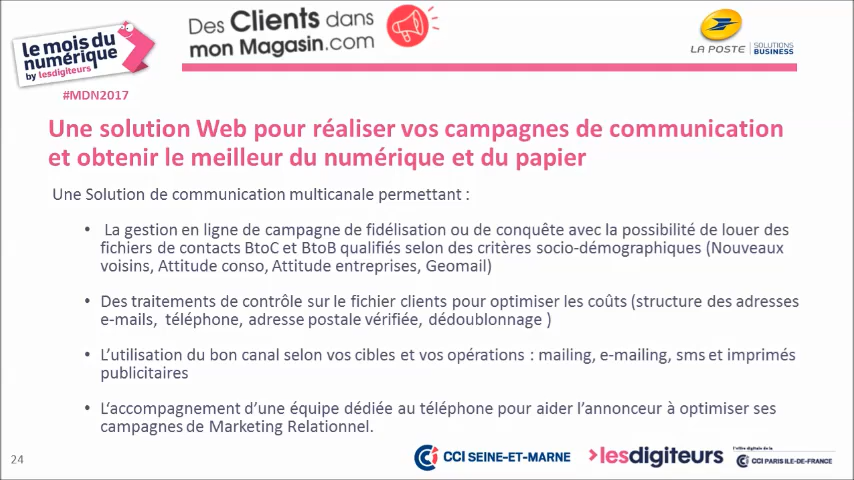 le mois du
numérique
by lesdigiteurs
#MDN2017
Des Clients dans
mon Magasin.com
LA POSTE
SOLUTIONS
BUSINESS
Une solution Web pour réaliser vos campagnes de communication
et obtenir le meilleur du numérique et du papier
Une Solution de communication multicanale permettant :
• La gestion en ligne de campagne de fidélisation ou de conquête avec la possibilité de louer des
fichiers de contacts BtoC et BtoB qualifiés selon des critères socio-démographiques (Nouveaux
voisins, Attitude conso, Attitude entreprises, Geomail)
• Des traitements de contrôle sur le fichier clients pour optimiser les coûts (structure des adresses
e-mails, téléphone, adresse postale vérifiée, dédoublonnage )
• L’utilisation du bon canal selon vos cibles et vos opérations : mailing, e-mailing, sms et imprimés
publicitaires
• L‘accompagnement d’une équipe dédiée au téléphone pour aider l’annonceur à optimiser ses
campagnes de Marketing Relationnel.
24
CCI SEINE-ET-MARNE
lesdigiteurs
l'offre digitale de la
CCI PARIS ILE-DE-FRANCE